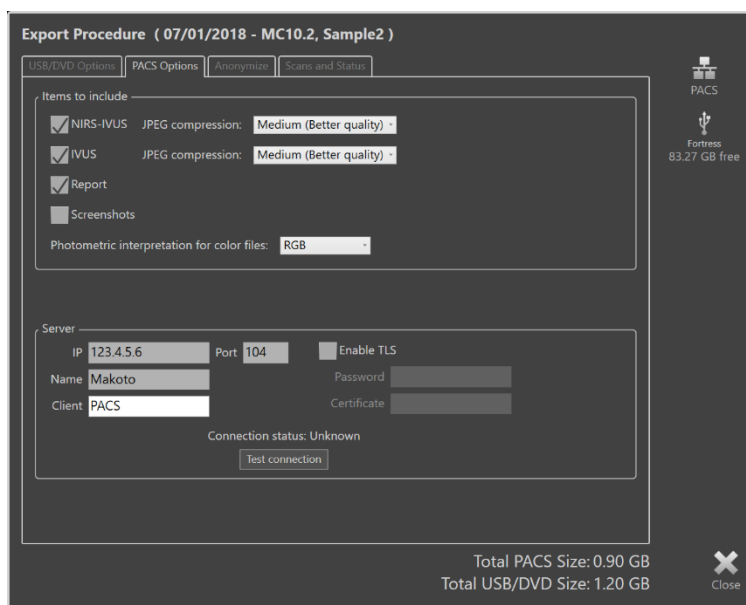 Export Procedure ( 07/01/2018 - MC10.2, Sample2 )
USB/DVD Options PACS Options Anonymize Scans and Status
PACS
Fortress
83.27 GB free
Items to include
NIRS-IVUS JPEG compression: Medium (Better quality)
IVUS JPEG compression: Medium (Better quality)
Report
Screenshots
Photometric interpretation for color files: RGB
Server
IP 123.4.5.6 Port 104 Enable TLS
Name Makoto Password
Client PACS Certificate
Connection status: Unknown
Test connection
Total PACS Size: 0.90 GB
Total USB/DVD Size: 1.20 GB
Close